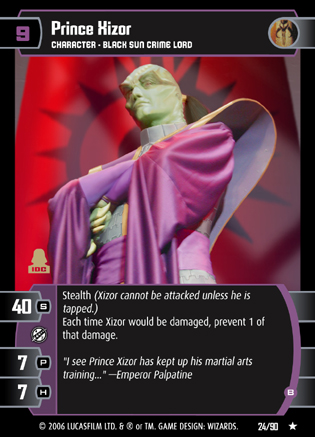 9
Prince Xizor
CHARACTER • BLACK SUN CRIME LORD
IDC
40 S
Stealth (Xizor cannot be attacked unless he is
tapped.)
Each time Xizor would be damaged, prevent 1 of
that damage.
7 P
"I see Prince Xizor has kept up his martial arts
training..." —Emperor Palpatine
7 H
B
© 2006 LUCASFILM LTD. & ® or TM. GAME DESIGN: WIZARDS.
24/90 ★